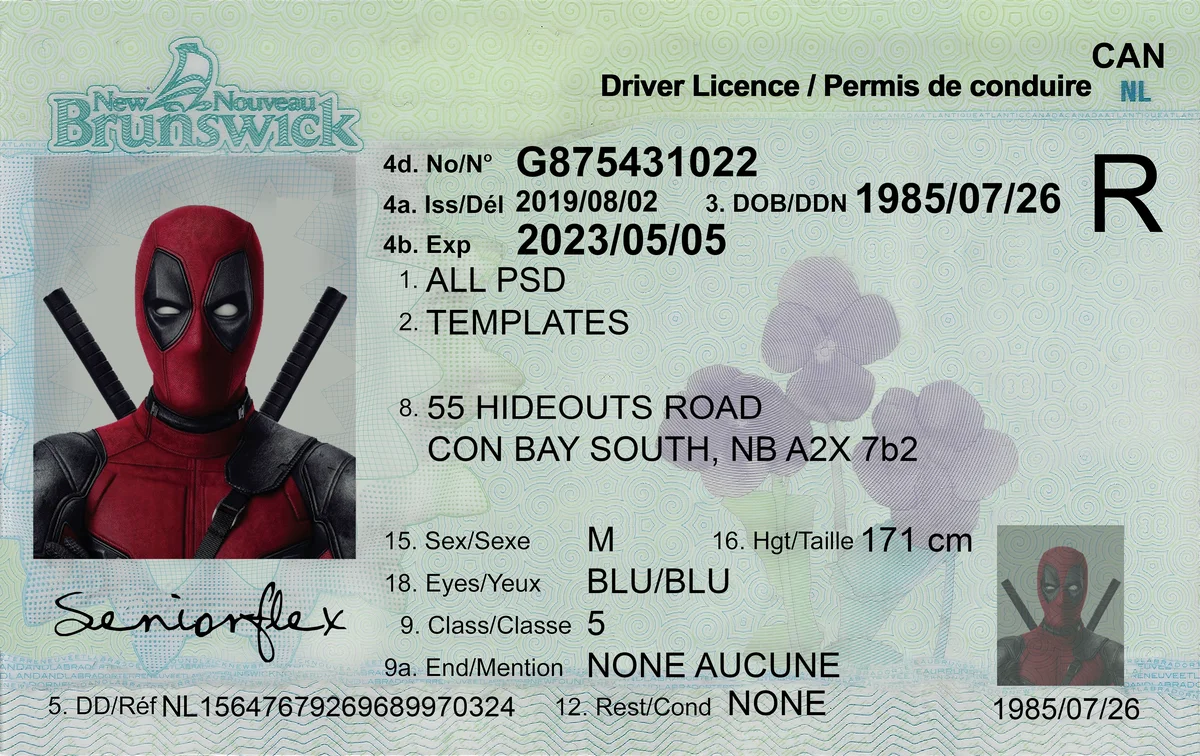 CAN
Driver Licence / Permis de conduire NL
New Nouveau
Brunswick
4d. No/Nº G875431022
4a. Iss/Dél 2019/08/02 3. DOB/DDN 1985/07/26 R
4b. Exp 2023/05/05
1. ALL PSD
2. TEMPLATES
8. 55 HIDEOUTS ROAD
CON BAY SOUTH, NB A2X 7b2
15. Sex/Sexe M 16. Hgt/Taille 171 cm
18. Eyes/Yeux BLU/BLU
Seniorflex
9. Class/Classe 5
9a. End/Mention NONE AUCUNE
5. DD/Réf NL15647679269689970324 12. Rest/Cond NONE 1985/07/26